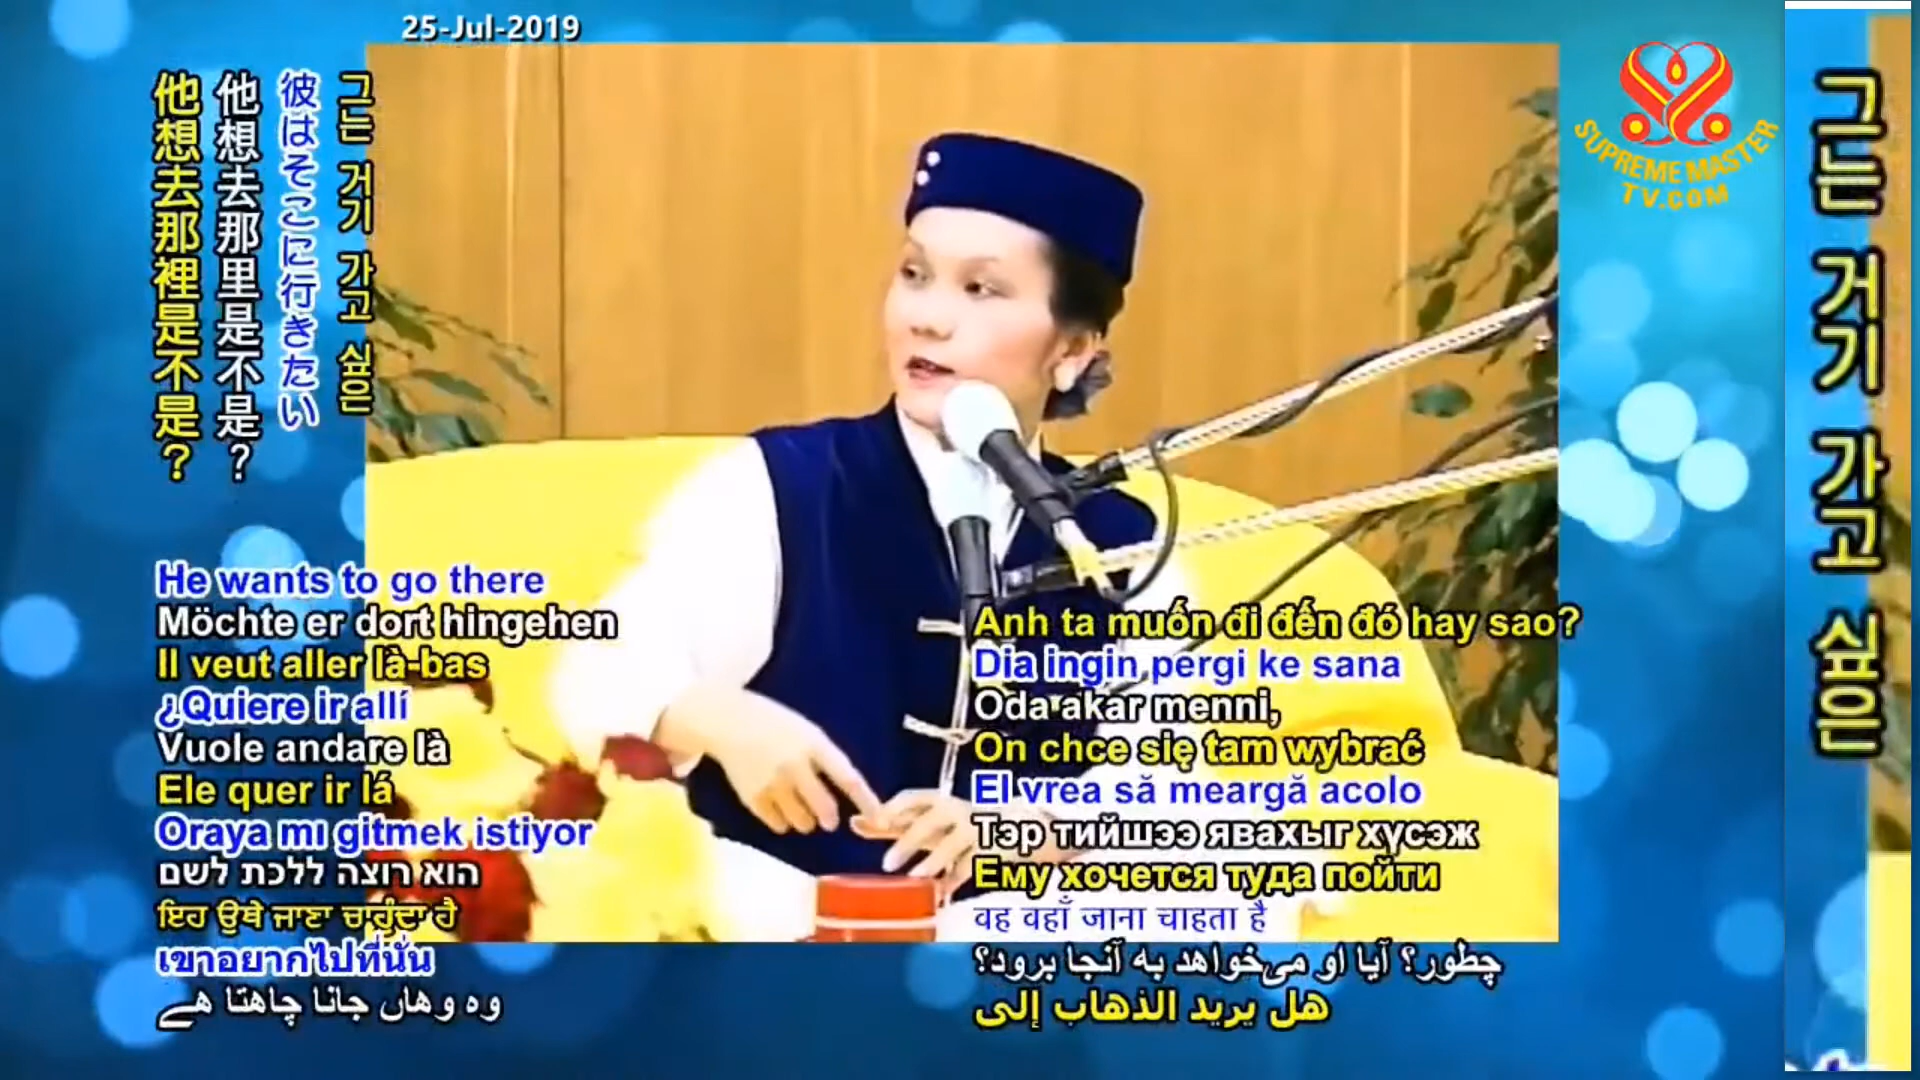 25-Jul-2019
SUPREME MASTER
TV.COM
그는 거기 가고 싶은
彼はそこに行きたい
他想去那里是不是？
他想去那裡是不是？
He wants to go there
Möchte er dort hingehen
Il veut aller là-bas
¿Quiere ir allí
Vuole andare là
Ele quer ir lá
Oraya mı gitmek istiyor
הוא רוצה ללכת לשם
ਇਹ ਉਥੇ ਜਾਣਾ ਚਾਹੁੰਦਾ ਹੈ
เขาอยากไปที่นั่น
وہ وهاں جانا چاهتا هے
Anh ta muốn đi đến đó hay sao?
Dia ingin pergi ke sana
Oda akar menni,
On chce się tam wybrać
El vrea să meargă acolo
Тэр тийшээ явахыг хүсэж
Ему хочется туда пойти
वह वहाँ जाना चाहता है
چطور؟ آیا او می‌خواهد به آنجا برود؟
هل يريد الذهاب إلى
그는 거기 가고 싶은